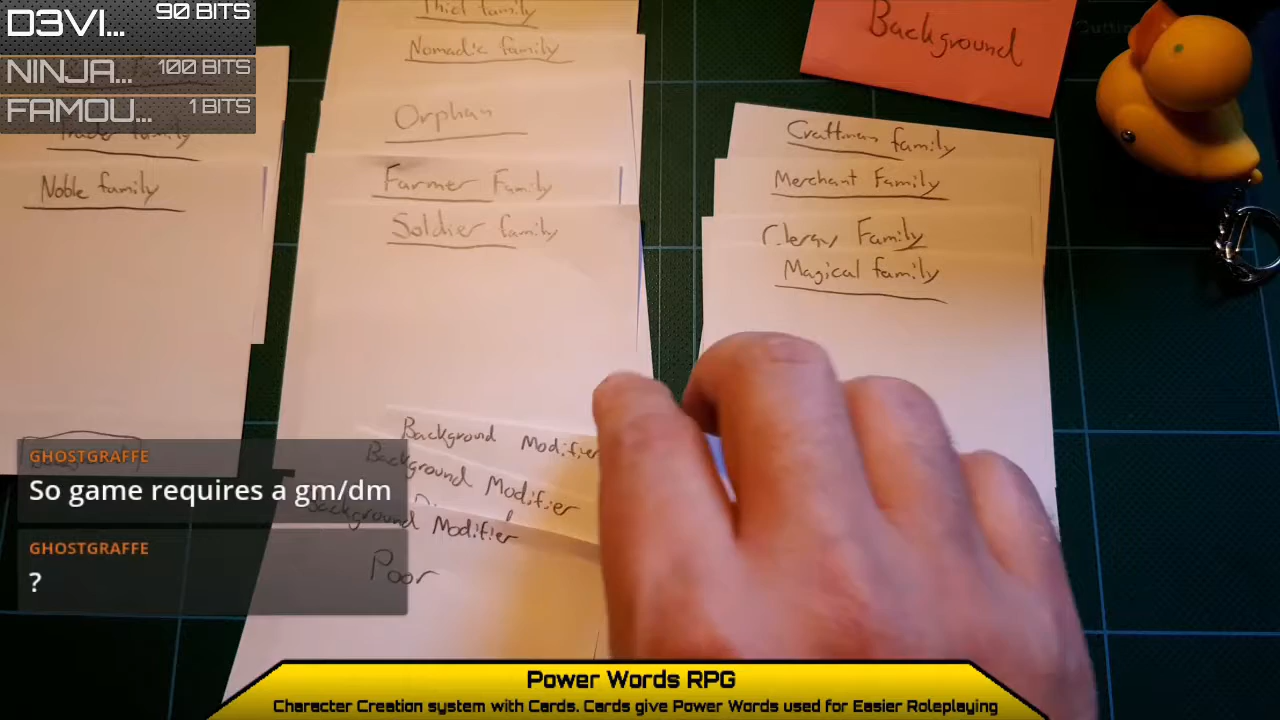 D3VI... 90 BITS
NINJA... 100 BITS
FAMOU... 1 BITS
Trader family
Noble family
Thief family
Nomadic family
Orphan
Farmer Family
Soldier family
Background
Craftman family
Merchant Family
Clergy Family
Magical family
Background Modifier
Background Modifier
Background Modifier
Poor
GHOSTGRAFFE
So game requires a gm/dm
GHOSTGRAFFE
?
Power Words RPG
Character Creation system with Cards. Cards give Power Words used for Easier Roleplaying